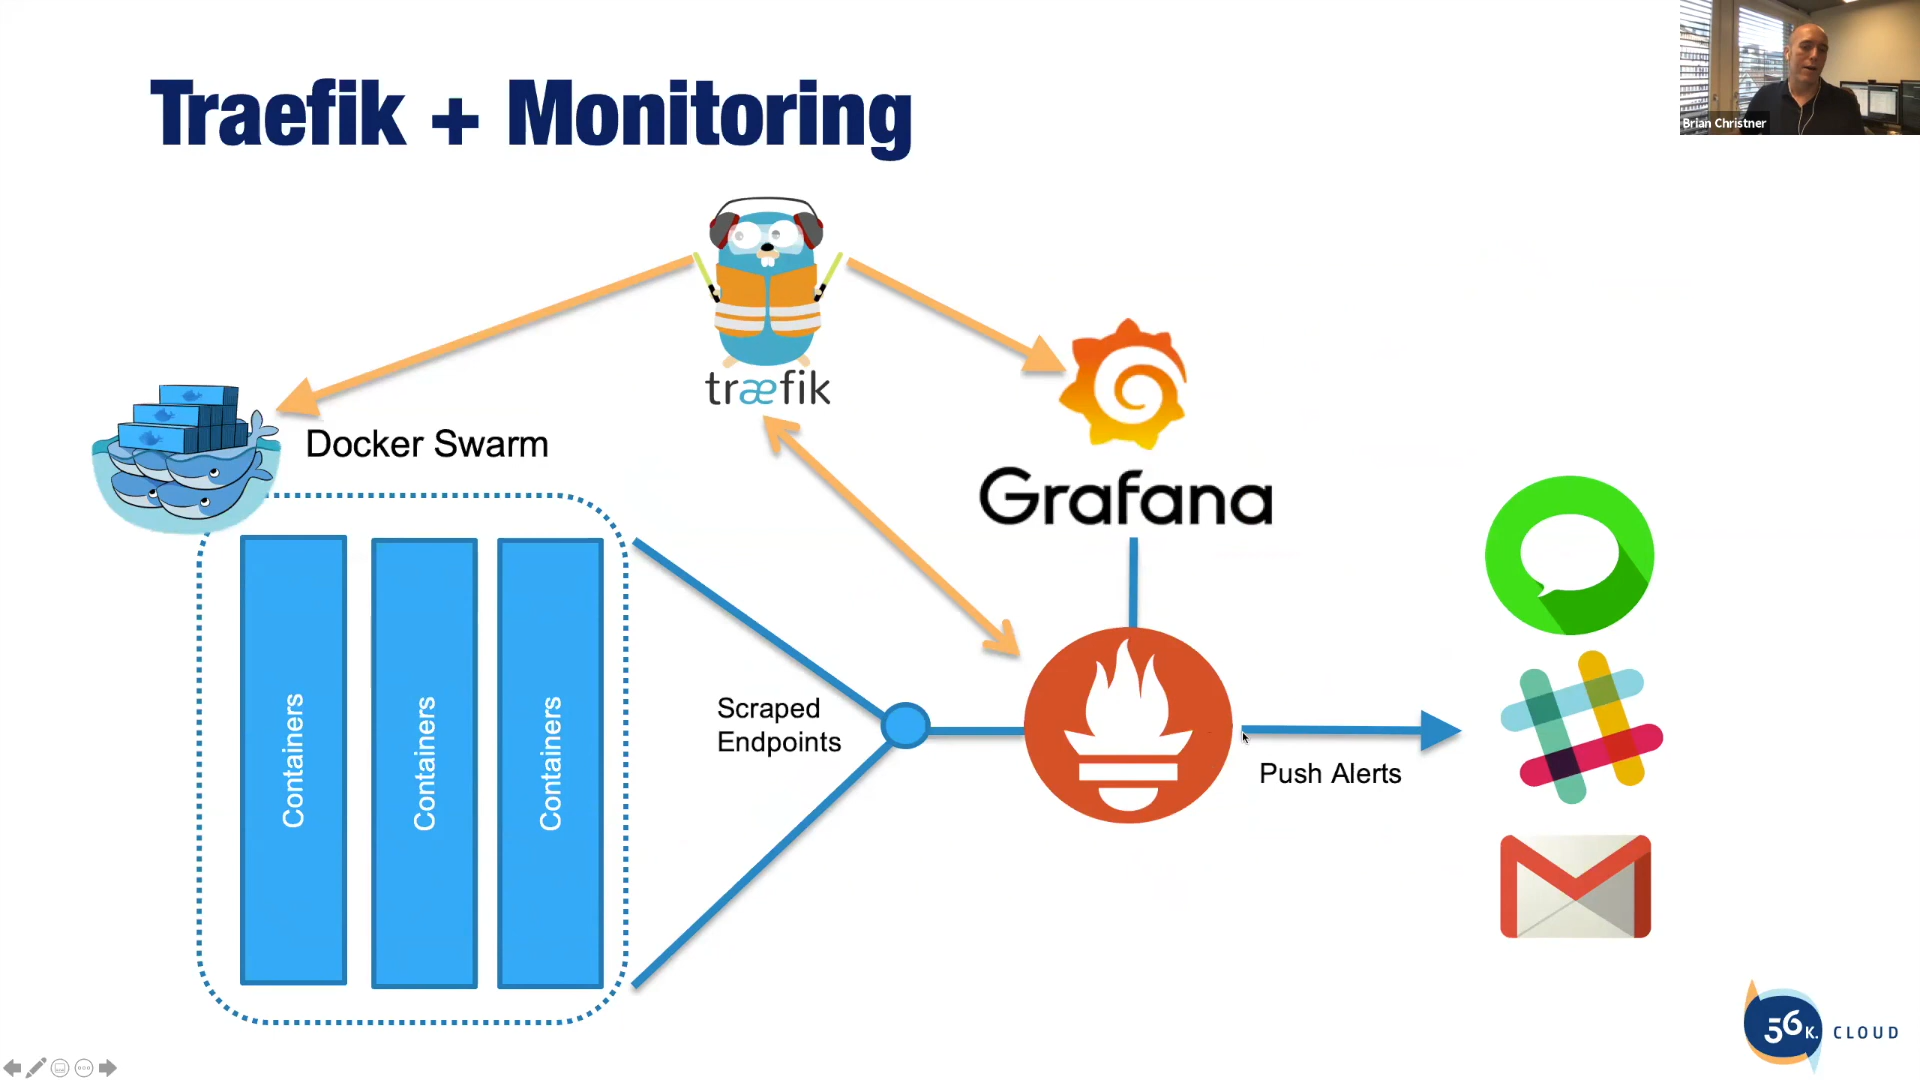 Traefik + Monitoring
Brian Christner
træfik
Docker Swarm
Grafana
Containers
Containers
Containers
Scraped
Endpoints
Push Alerts
56K.CLOUD